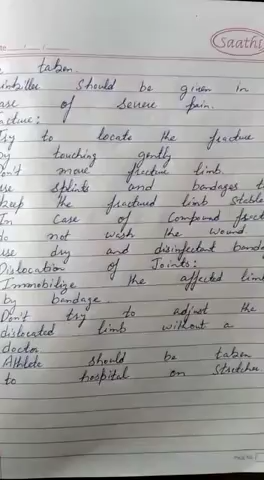 Saathi
taken.
Painkiller should be given in
case of severe pain.
Fracture:
Try to locate the fracture
by touching gently
Don't move fracture limb.
use splints and bandages to
keep the fractured limb stable
In case of compound fract
do not wash the wound
use dry and disinfectant banda
Dislocation of Joints:
Immobilize the affected limb
by bandage
Don't try to adjust the
dislocated limb without a
doctor
Athlete should be taken
to hospital on stretcher